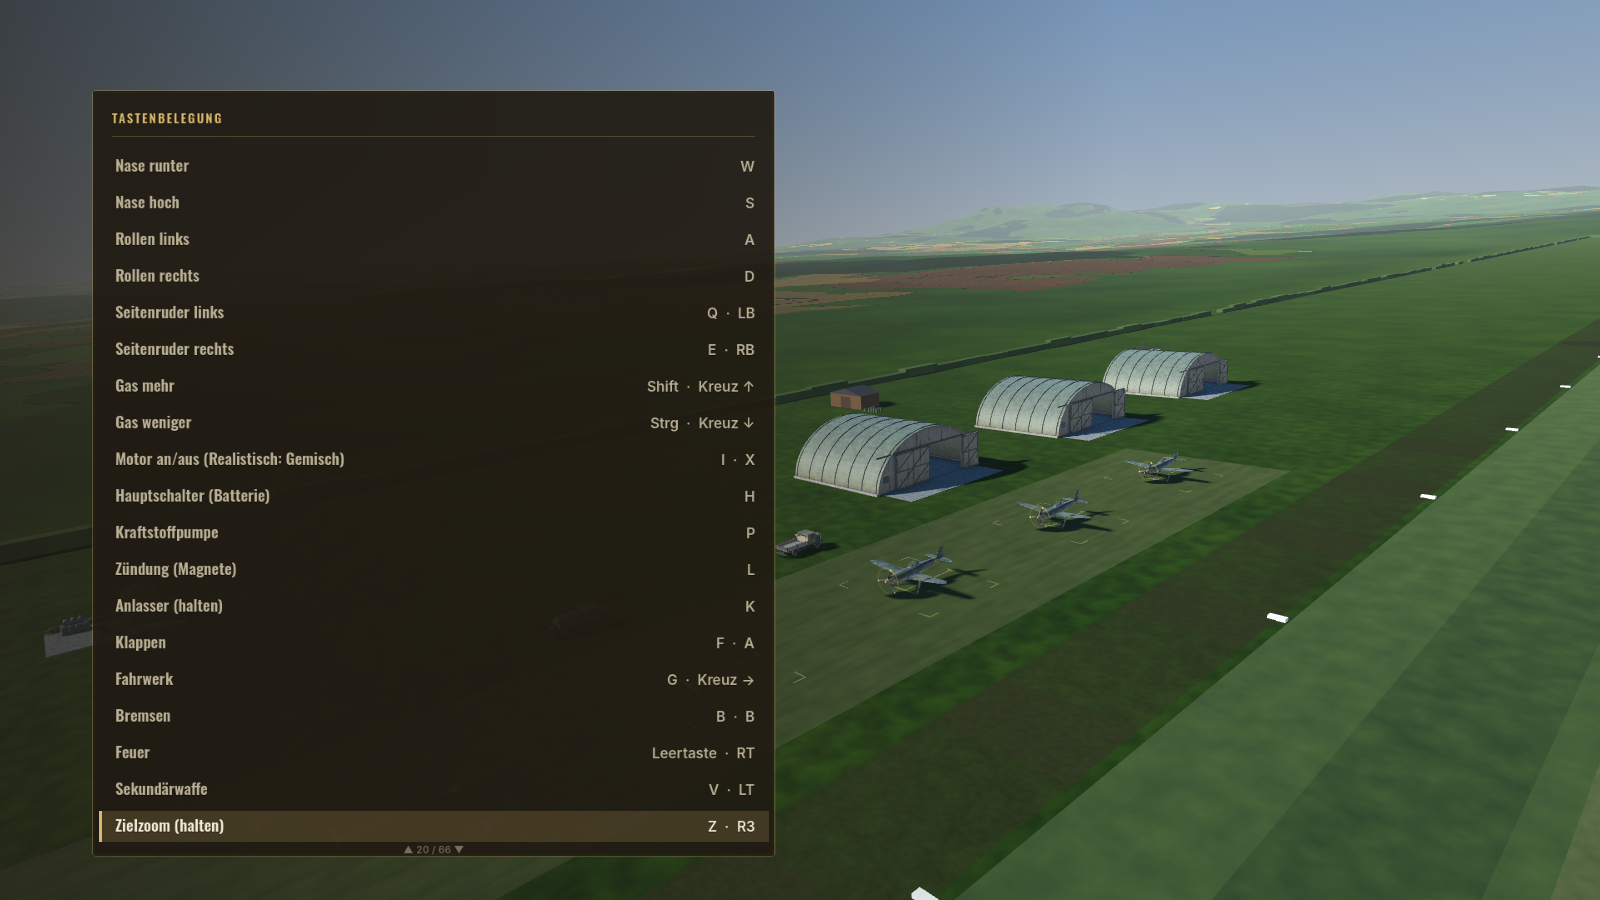 TASTENBELEGUNG
Nase runter W
Nase hoch S
Rollen links A
Rollen rechts D
Seitenruder links Q · LB
Seitenruder rechts E · RB
Gas mehr Shift · Kreuz ↑
Gas weniger Strg · Kreuz ↓
Motor an/aus (Realistisch: Gemisch) I · X
Hauptschalter (Batterie) H
Kraftstoffpumpe P
Zündung (Magnete) L
Anlasser (halten) K
Klappen F · A
Fahrwerk G · Kreuz →
Bremsen B · B
Feuer Leertaste · RT
Sekundärwaffe V · LT
Zielzoom (halten) Z · R3
▲ 20 / 66 ▼